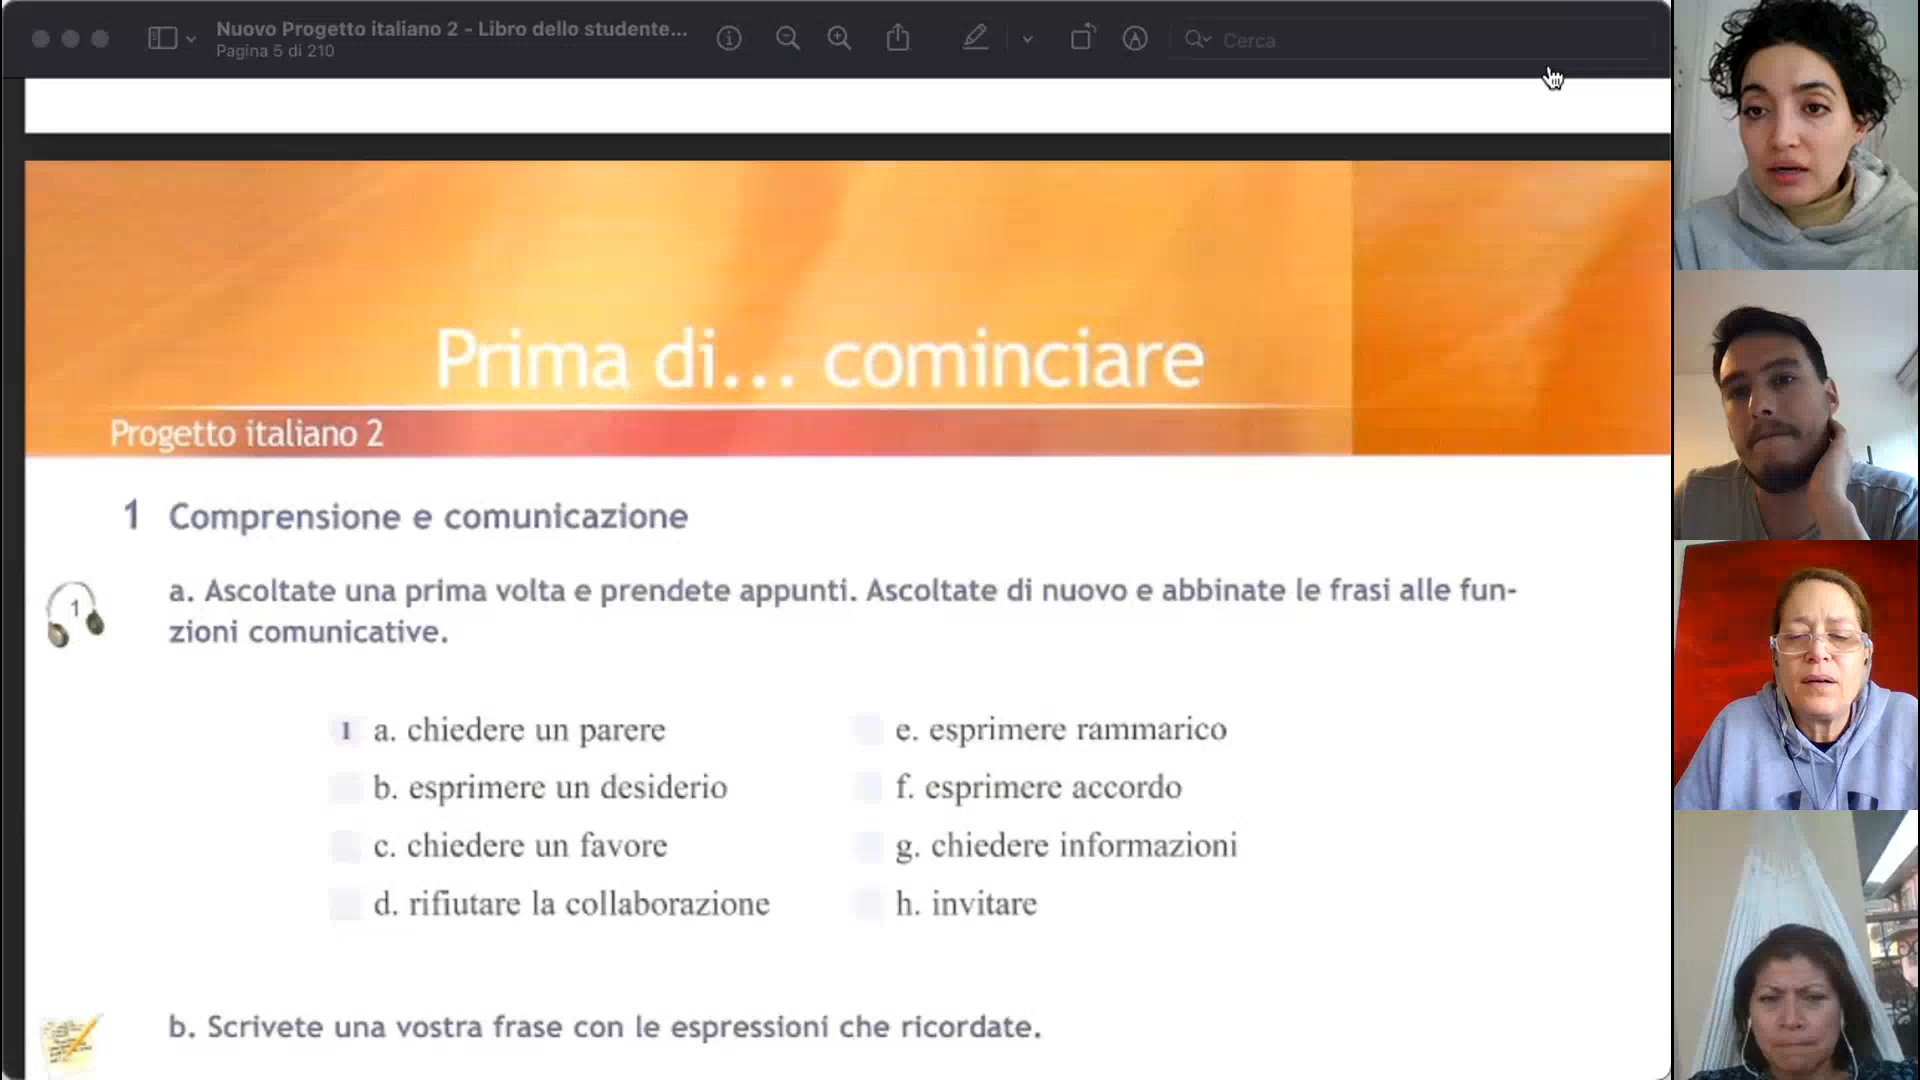 Nuovo Progetto italiano 2 - Libro dello studente...
Pagina 5 di 210
Cerca
Prima di... cominciare
Progetto italiano 2
1 Comprensione e comunicazione
1
a. Ascoltate una prima volta e prendete appunti. Ascoltate di nuovo e abbinate le frasi alle fun-
zioni comunicative.
1 a. chiedere un parere
b. esprimere un desiderio
c. chiedere un favore
d. rifiutare la collaborazione
e. esprimere rammarico
f. esprimere accordo
g. chiedere informazioni
h. invitare
b. Scrivete una vostra frase con le espressioni che ricordate.